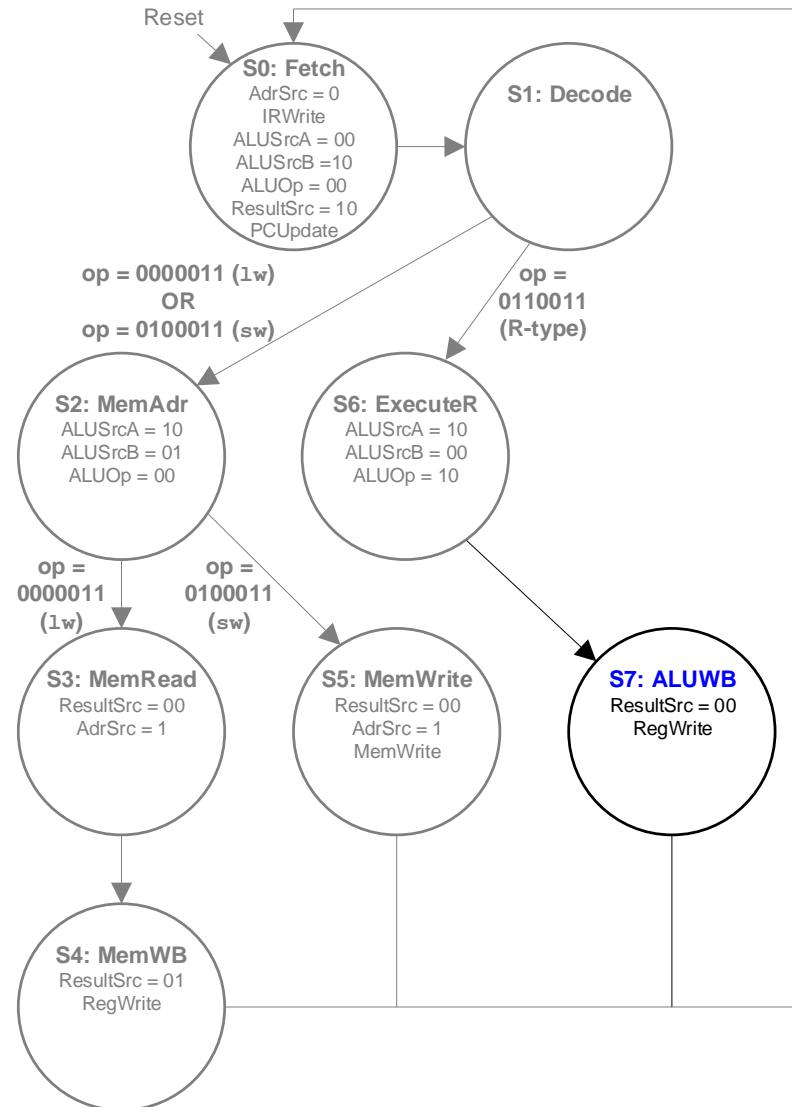 Reset
S0: Fetch
AdrSrc = 0
IRWrite
ALUSrcA = 00
ALUSrcB =10
ALUOp = 00
ResultSrc = 10
PCUpdate
S1: Decode
op = 0000011 (lw)
OR
op = 0100011 (sw)
op =
0110011
(R-type)
S2: MemAdr
ALUSrcA = 10
ALUSrcB = 01
ALUOp = 00
S6: ExecuteR
ALUSrcA = 10
ALUSrcB = 00
ALUOp = 10
op =
0000011
(lw)
op =
0100011
(sw)
S3: MemRead
ResultSrc = 00
AdrSrc = 1
S5: MemWrite
ResultSrc = 00
AdrSrc = 1
MemWrite
S7: ALUWB
ResultSrc = 00
RegWrite
S4: MemWB
ResultSrc = 01
RegWrite